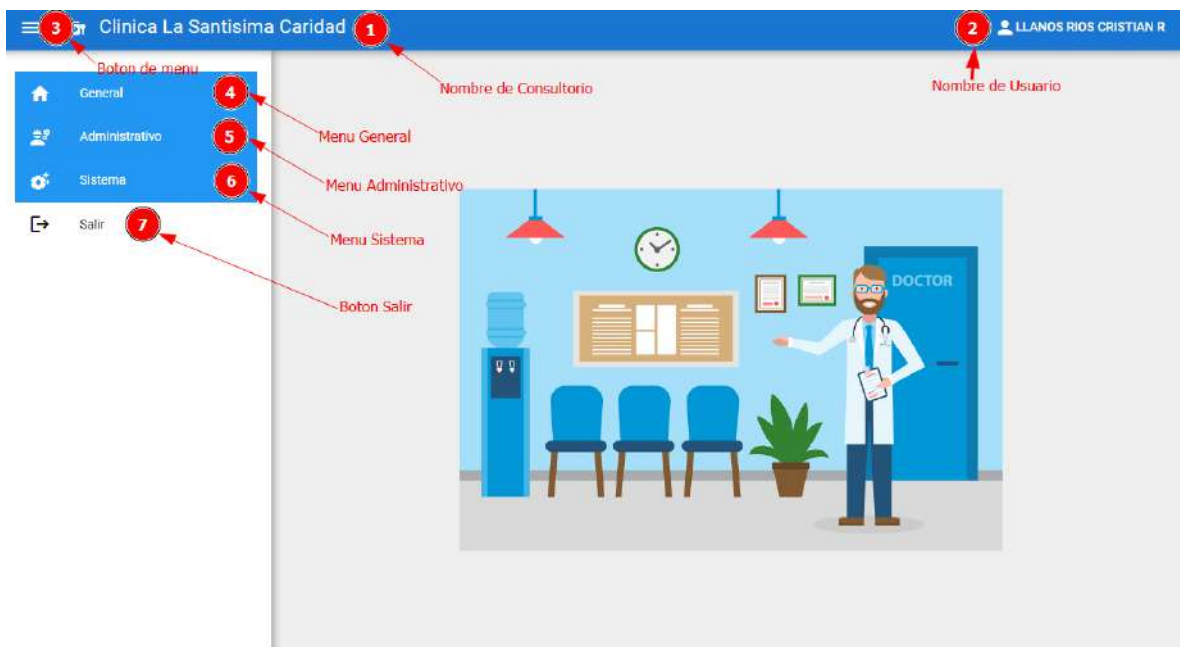 3 Clinica La Santisima Caridad 1
2 LLANOS RIOS CRISTIAN R
Boton de menu
Nombre de Consultorio
Nombre de Usuario
General 4
Menu General
Administrativo 5
Menu Administrativo
Sistema 6
Menu Sistema
Salir 7
Boton Salir
DOCTOR